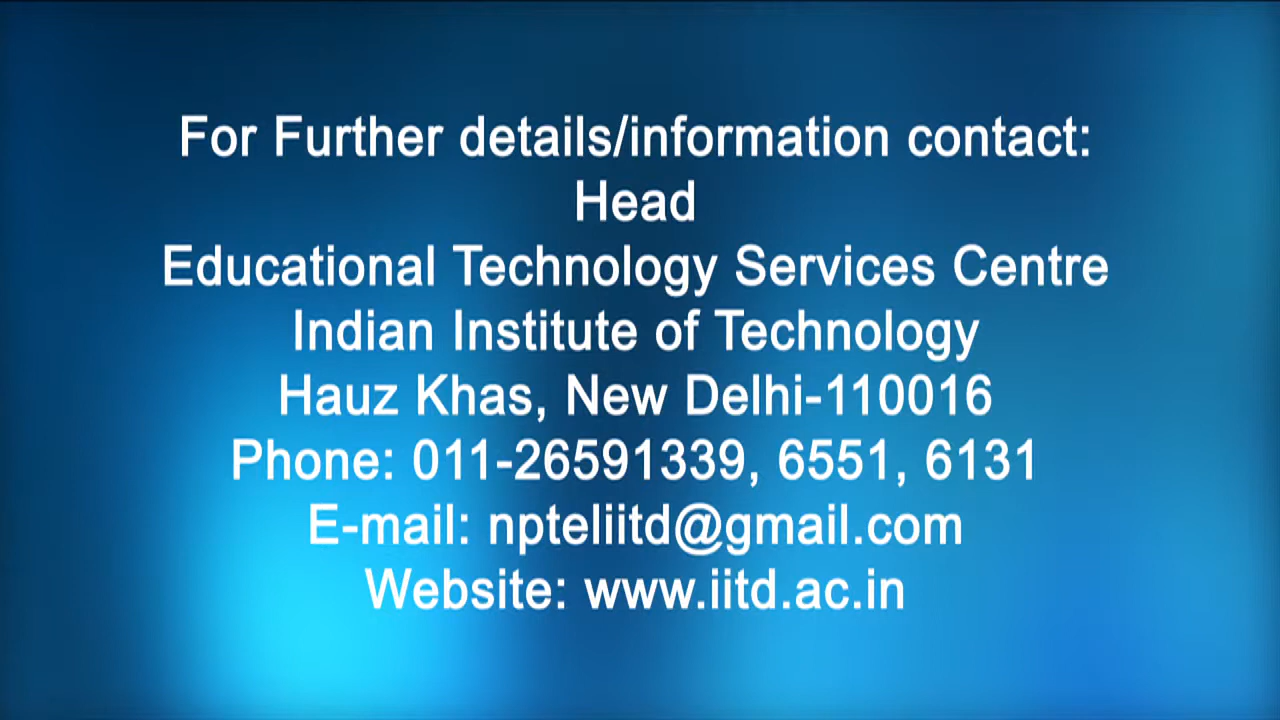 For Further details/information contact:
Head
Educational Technology Services Centre
Indian Institute of Technology
Hauz Khas, New Delhi-110016
Phone: 011-26591339, 6551, 6131
E-mail: npteliitd@gmail.com
Website: www.iitd.ac.in